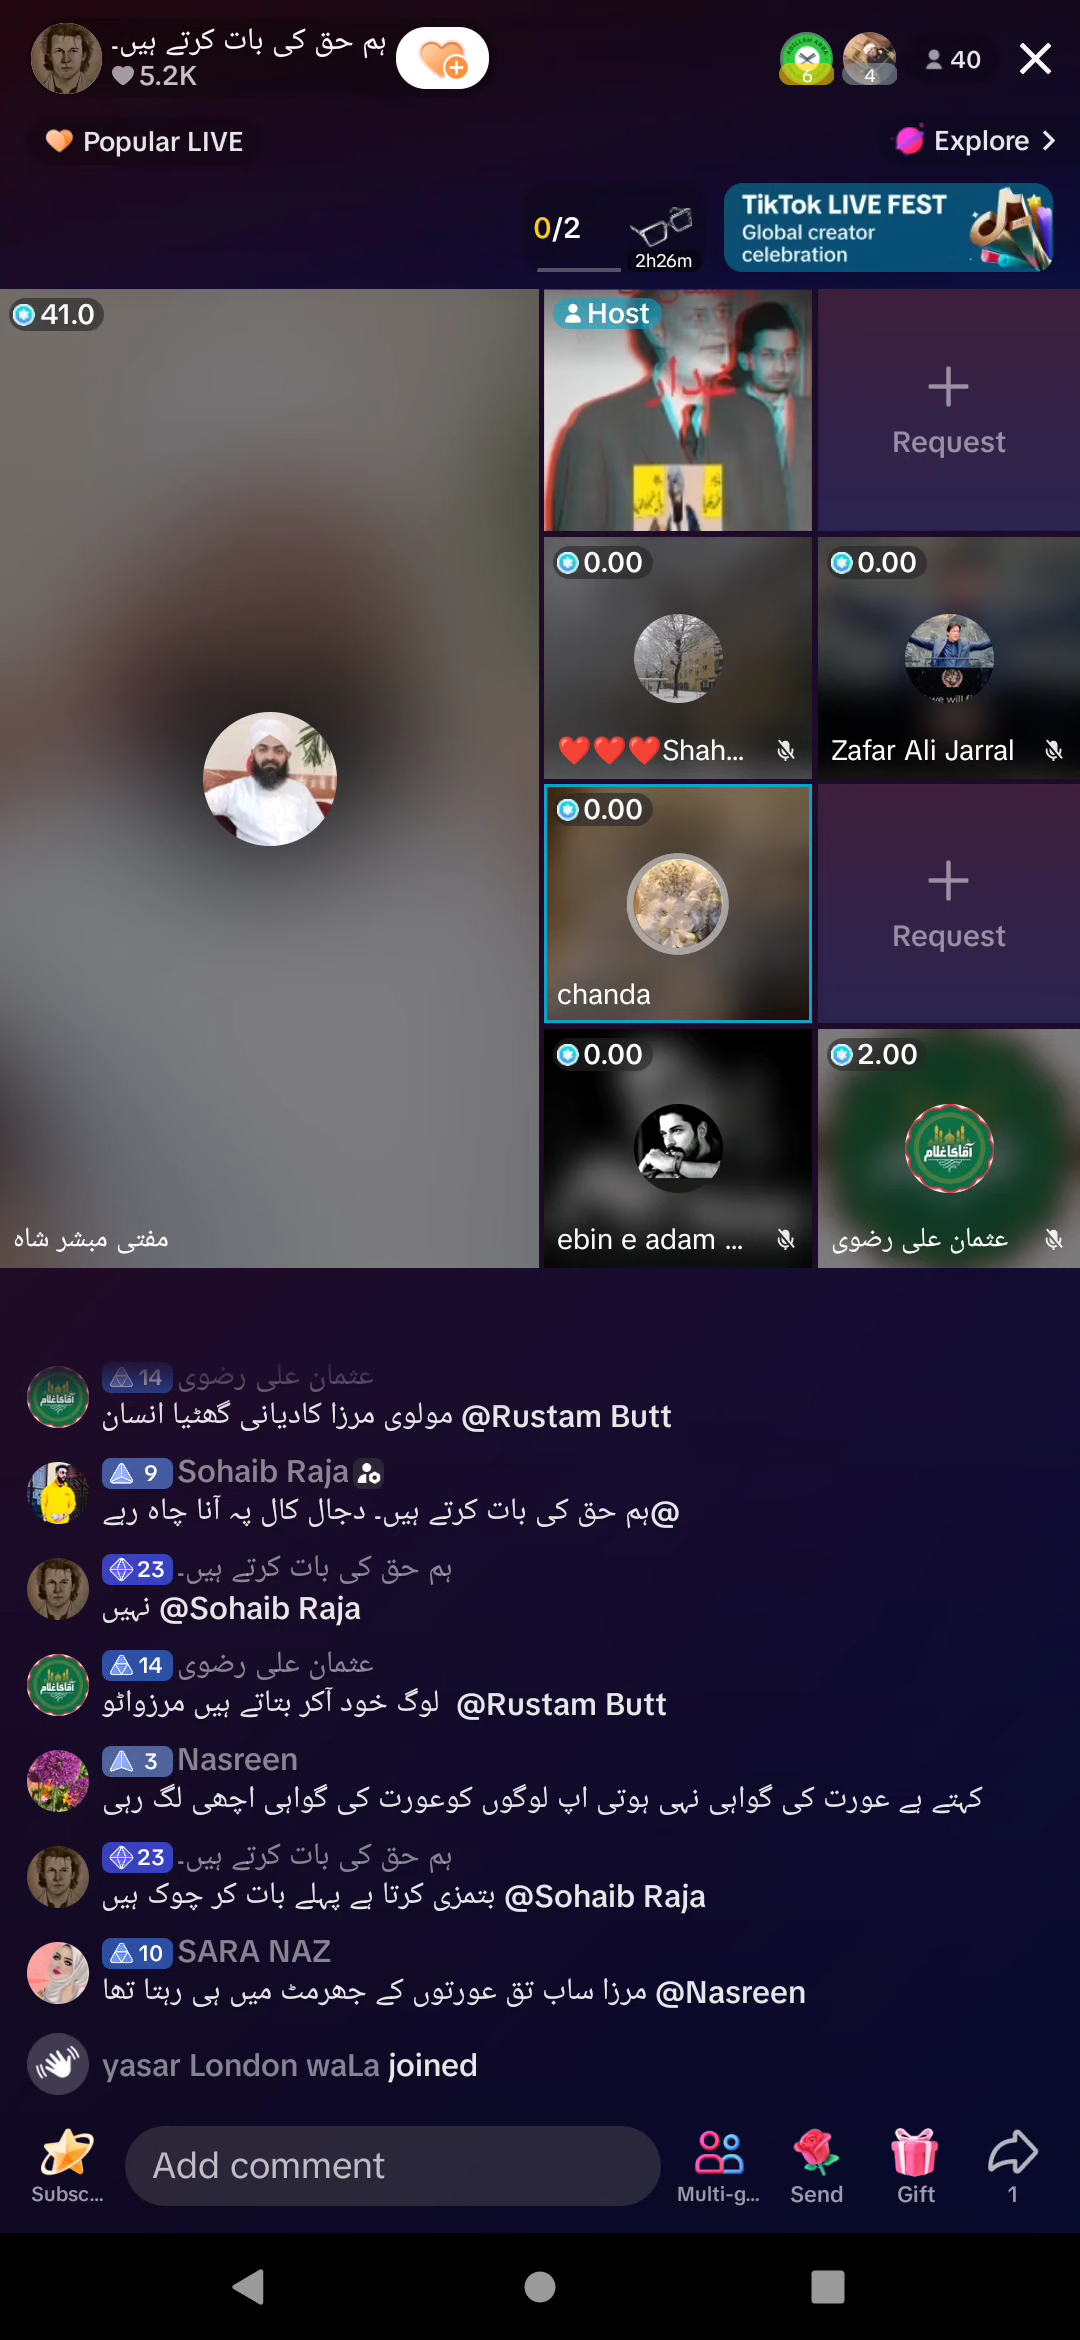 ہم حق کی بات کرتے ہیں۔
5.2K
6
4
40
Popular LIVE
Explore
0/2
2h26m
TikTok LIVE FEST
Global creator
celebration
41.0
Host
غدار
Request
0.00
0.00
we will fi
❤️❤️❤️Shah...
Zafar Ali Jarral
0.00
chanda
Request
0.00
2.00
آقا کا غلام
مفتی مبشر شاہ
ebin e adam ...
عثمان علی رضوی
14 عثمان علی رضوی
@Rustam Butt مولوی مرزا کادیانی گھٹیا انسان
9 Sohaib Raja
@ہم حق کی بات کرتے ہیں۔ دجال کال پہ آنا چاہ رہے
23 ہم حق کی بات کرتے ہیں۔
@Sohaib Raja نہیں
14 عثمان علی رضوی
@Rustam Butt لوگ خود آکر بتاتے ہیں مرزواٹو
3 Nasreen
کہتے ہے عورت کی گواہی نہی ہوتی اپ لوگوں کوعورت کی گواہی اچھی لگ رہی
23 ہم حق کی بات کرتے ہیں۔
@Sohaib Raja بتمزی کرتا ہے پہلے بات کر چوک ہیں
10 SARA NAZ
@Nasreen مرزا ساب تق عورتوں کے جھرمٹ میں ہی رہتا تھا
yasar London waLa joined
Add comment
Subsc...
Multi-g...
Send
Gift
1